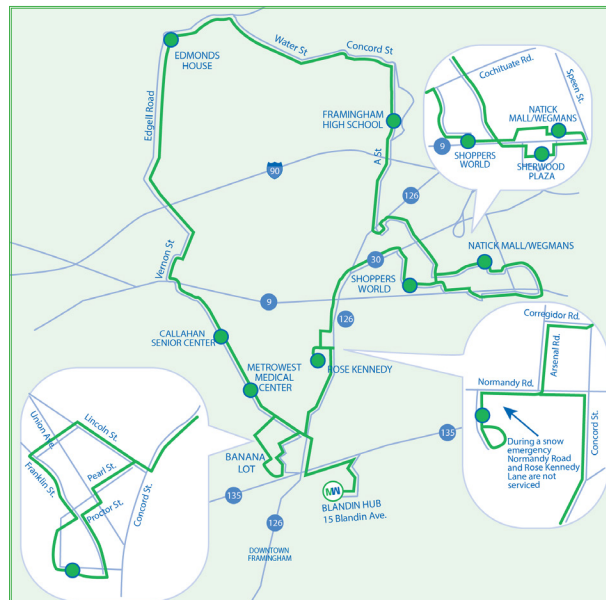 Water St
Concord St
EDMONDS
HOUSE
Edgell Road
FRAMINGHAM
HIGH SCHOOL
A St
90
126
Cochituate Rd.
Speen St.
NATICK
MALL/WEGMANS
9
SHOPPERS
WORLD
SHERWOOD
PLAZA
Vernon St.
30
NATICK MALL/WEGMANS
SHOPPERS
WORLD
9
126
CALLAHAN
SENIOR CENTER
METROWEST
MEDICAL
CENTER
ROSE KENNEDY
Corregidor Rd.
Arsenal Rd.
Normandy Rd.
Concord St.
During a snow
emergency
Normandy Road
and Rose Kennedy
Lane are not
serviced
Union Ave.
Lincoln St.
Franklin St.
Pearl St.
Proctor St.
Concord St.
BANANA
LOT
135
135
M
BLANDIN HUB
15 Blandin Ave.
126
DOWNTOWN
FRAMINGHAM